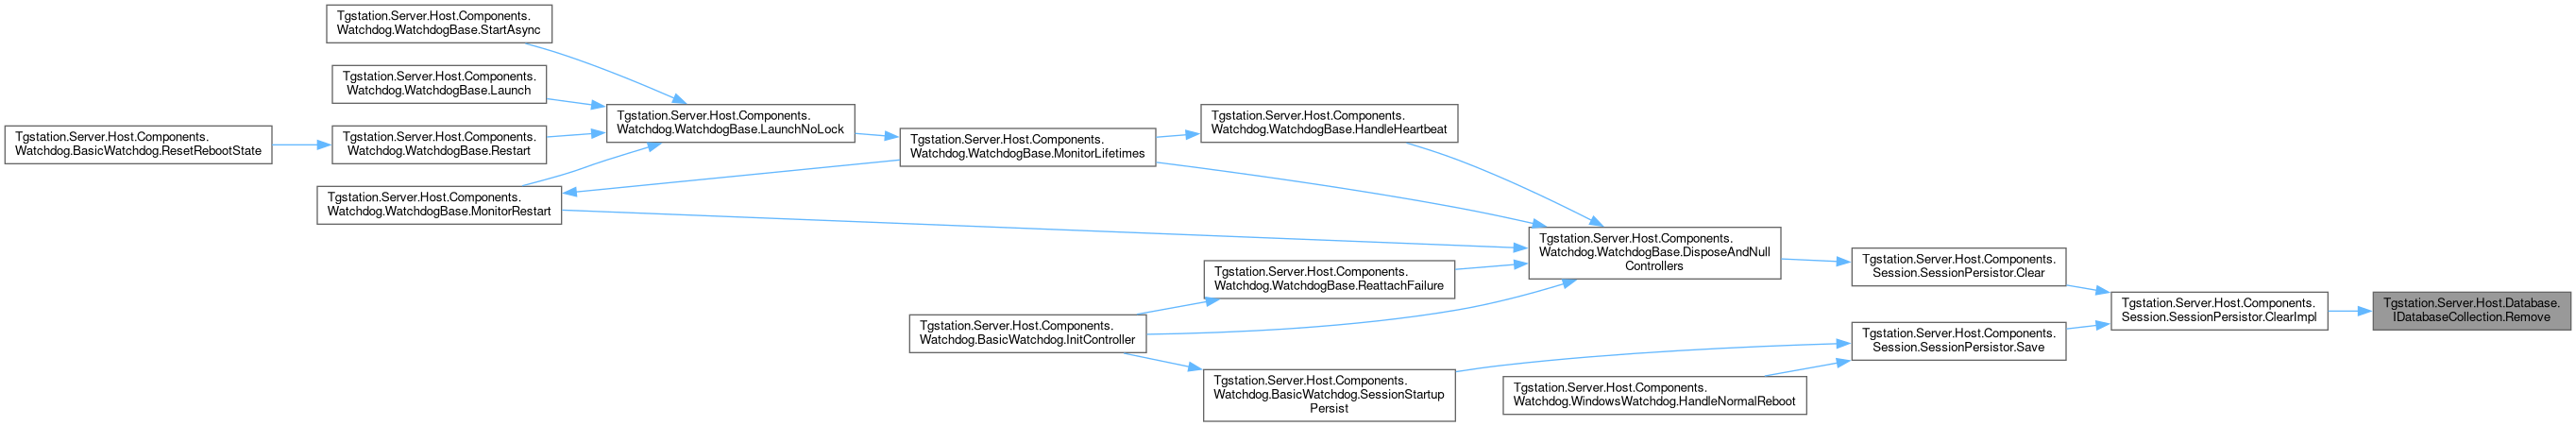 Tgstation.Server.Host.Components.
Watchdog.WatchdogBase.StartAsync
Tgstation.Server.Host.Components.
Watchdog.WatchdogBase.Launch
Tgstation.Server.Host.Components.
Watchdog.BasicWatchdog.ResetRebootState
Tgstation.Server.Host.Components.
Watchdog.WatchdogBase.Restart
Tgstation.Server.Host.Components.
Watchdog.WatchdogBase.MonitorRestart
Tgstation.Server.Host.Components.
Watchdog.WatchdogBase.LaunchNoLock
Tgstation.Server.Host.Components.
Watchdog.WatchdogBase.MonitorLifetimes
Tgstation.Server.Host.Components.
Watchdog.WatchdogBase.HandleHeartbeat
Tgstation.Server.Host.Components.
Watchdog.WatchdogBase.ReattachFailure
Tgstation.Server.Host.Components.
Watchdog.BasicWatchdog.InitController
Tgstation.Server.Host.Components.
Watchdog.BasicWatchdog.SessionStartup
Persist
Tgstation.Server.Host.Components.
Watchdog.WatchdogBase.DisposeAndNull
Controllers
Tgstation.Server.Host.Components.
Watchdog.WindowsWatchdog.HandleNormalReboot
Tgstation.Server.Host.Components.
Session.SessionPersistor.Clear
Tgstation.Server.Host.Components.
Session.SessionPersistor.Save
Tgstation.Server.Host.Components.
Session.SessionPersistor.ClearImpl
Tgstation.Server.Host.Database.
IDatabaseCollection.Remove